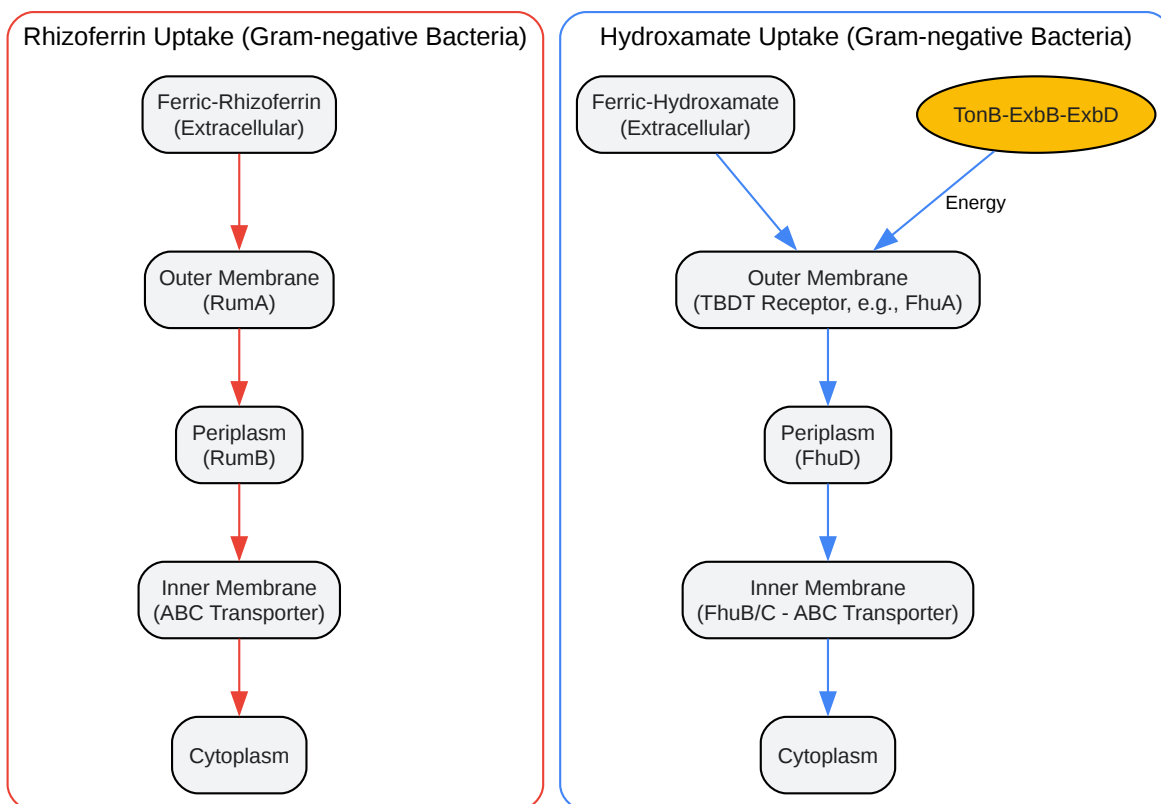 Rhizoferrin Uptake (Gram-negative Bacteria)
Ferric-Rhizoferrin
(Extracellular)
Outer Membrane
(RumA)
Periplasm
(RumB)
Inner Membrane
(ABC Transporter)
Cytoplasm
Hydroxamate Uptake (Gram-negative Bacteria)
Ferric-Hydroxamate
(Extracellular)
TonB-ExbB-ExbD
Energy
Outer Membrane
(TBDT Receptor, e.g., FhuA)
Periplasm
(FhuD)
Inner Membrane
(FhuB/C - ABC Transporter)
Cytoplasm